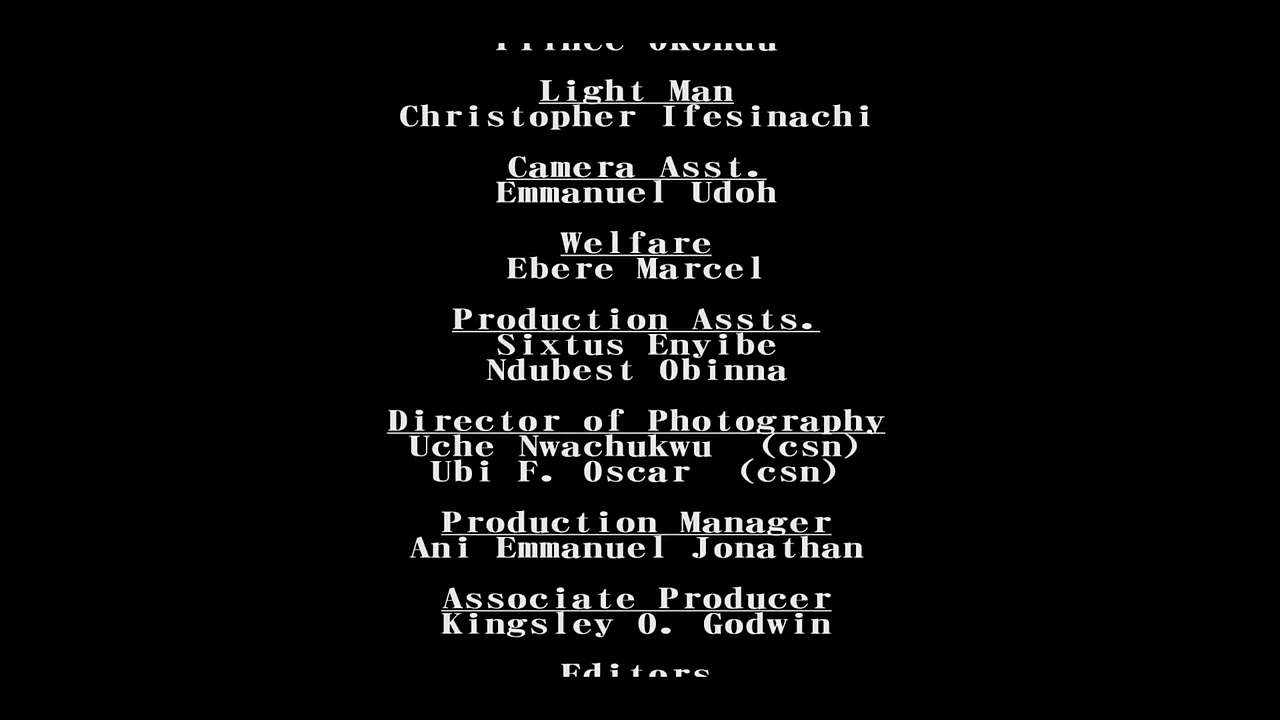 Prince
Light Man
Christopher Ifesinachi
Camera Asst.
Emmanuel Udoh
Welfare
Ebere Marcel
Production Assts.
Sixtus Enyibe
Ndubest Obinna
Director of Photography
Uche Nwachukwu (csn)
Ubi F. Oscar (csn)
Production Manager
Ani Emmanuel Jonathan
Associate Producer
Kingsley O. Godwin
Editors